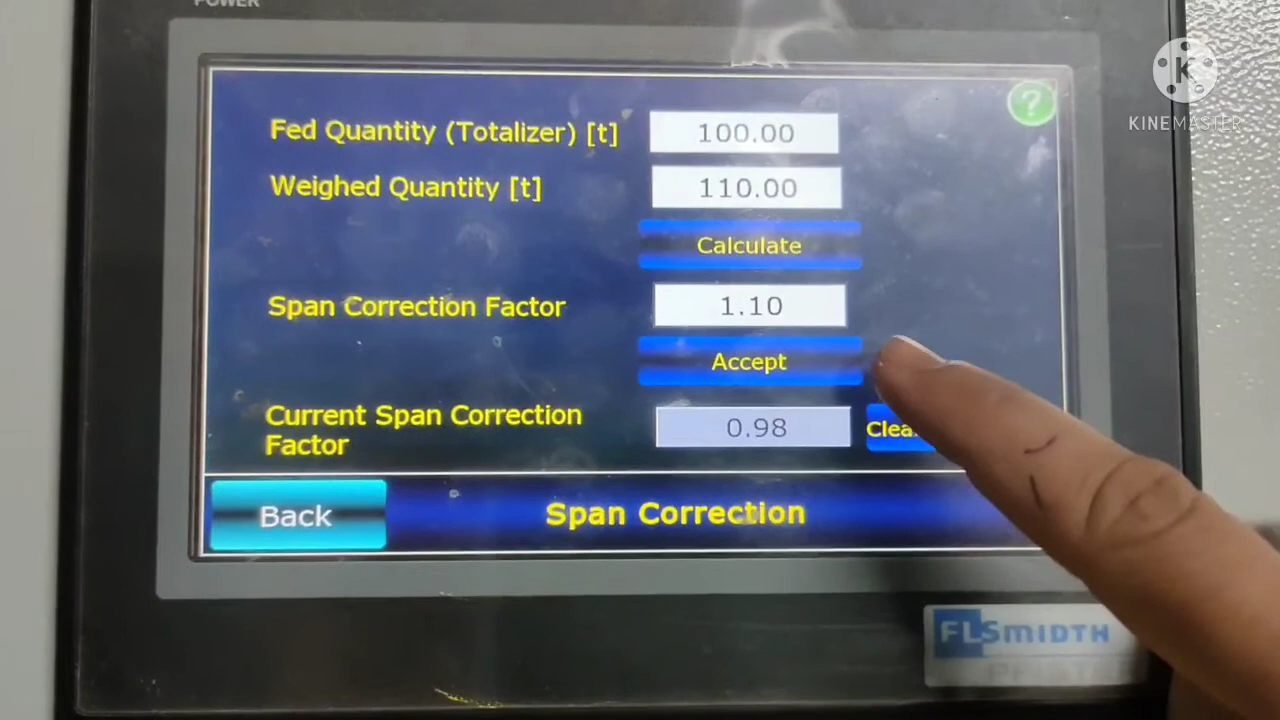 POWER
?
Fed Quantity (Totalizer) [t] 100.00
Weighed Quantity [t] 110.00
Calculate
Span Correction Factor 1.10
Accept
Current Span Correction
Factor
0.98
Back
Span Correction
FLSMIDTH
K
KINEMASTER